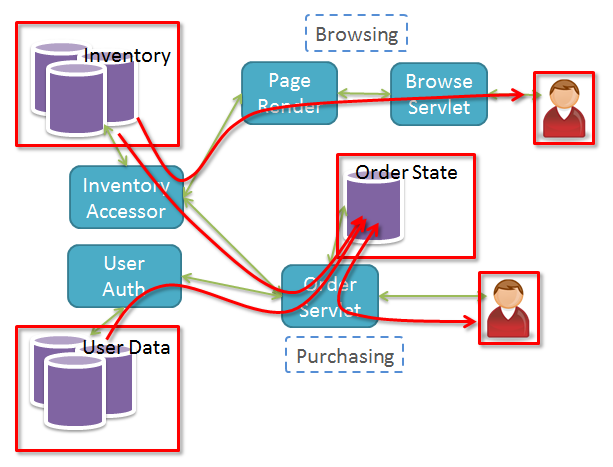 Browsing
Inventory
Page
Render
Browse
Servlet
Inventory
Accessor
Order State
User
Auth
Order
Servlet
User Data
Purchasing